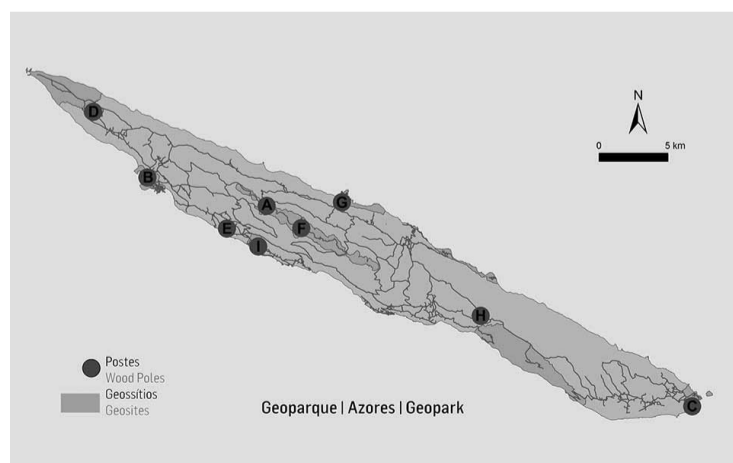 N
0 5 km
D
B
A
G
F
E
I
H
C
Postes
Wood Poles
Geossítios
Geosites
Geoparque | Azores | Geopark